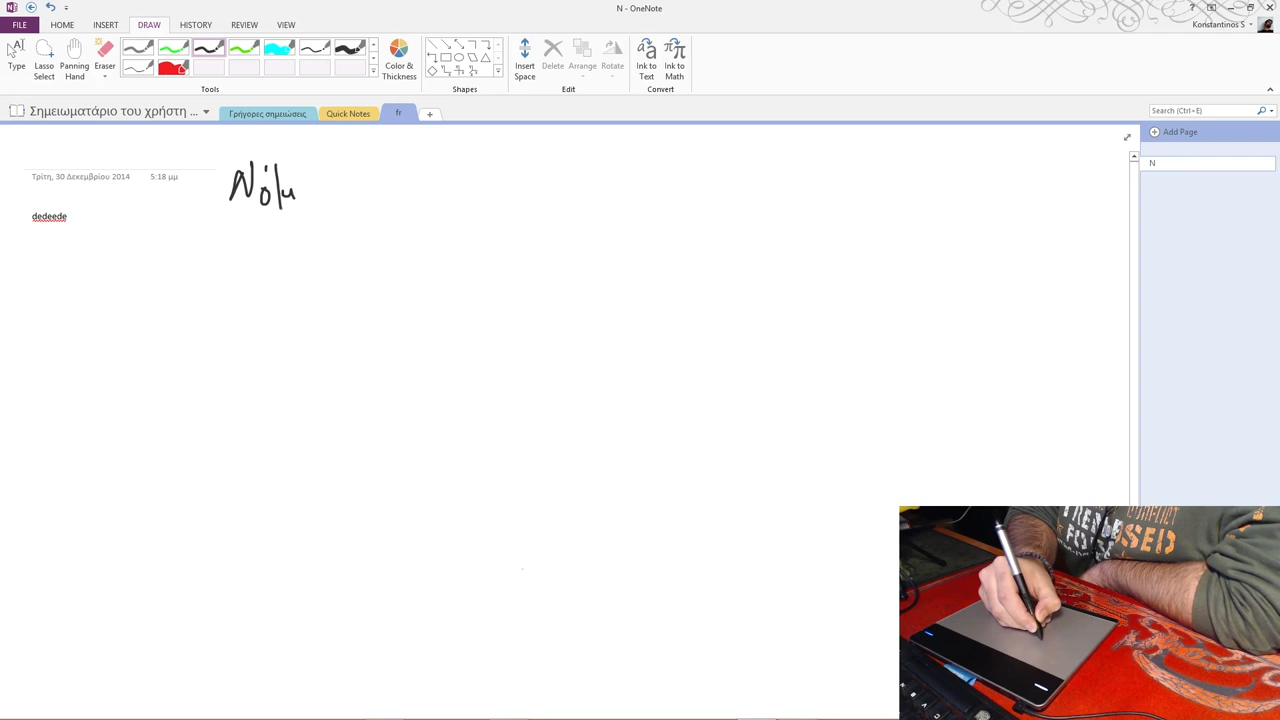 N - OneNote
?
FILE HOME INSERT DRAW HISTORY REVIEW VIEW
Konstantinos S
Type
Lasso Select
Panning Hand
Eraser
Color & Thickness
Insert Space
Delete
Arrange
Rotate
Ink to Text
Ink to Math
Tools
Shapes
Edit
Convert
Σημειωματάριο του χρήστη ...
Γρήγορες σημειώσεις
Quick Notes
fr
Search (Ctrl+E)
Add Page
N
Τρίτη, 30 Δεκεμβρίου 2014 5:18 μμ
Νόμ
dedeede